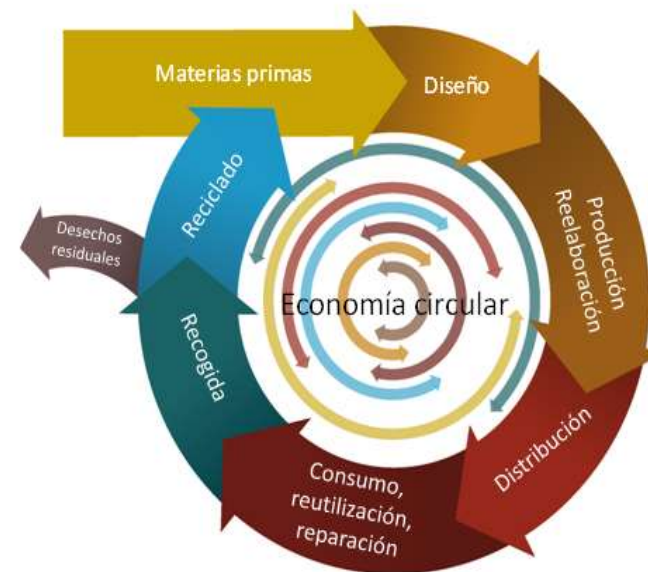 Materias primas
Diseño
Producción
Reelaboración
Distribución
Consumo,
reutilización,
reparación
Recogida
Reciclado
Desechos
residuales
Economía circular